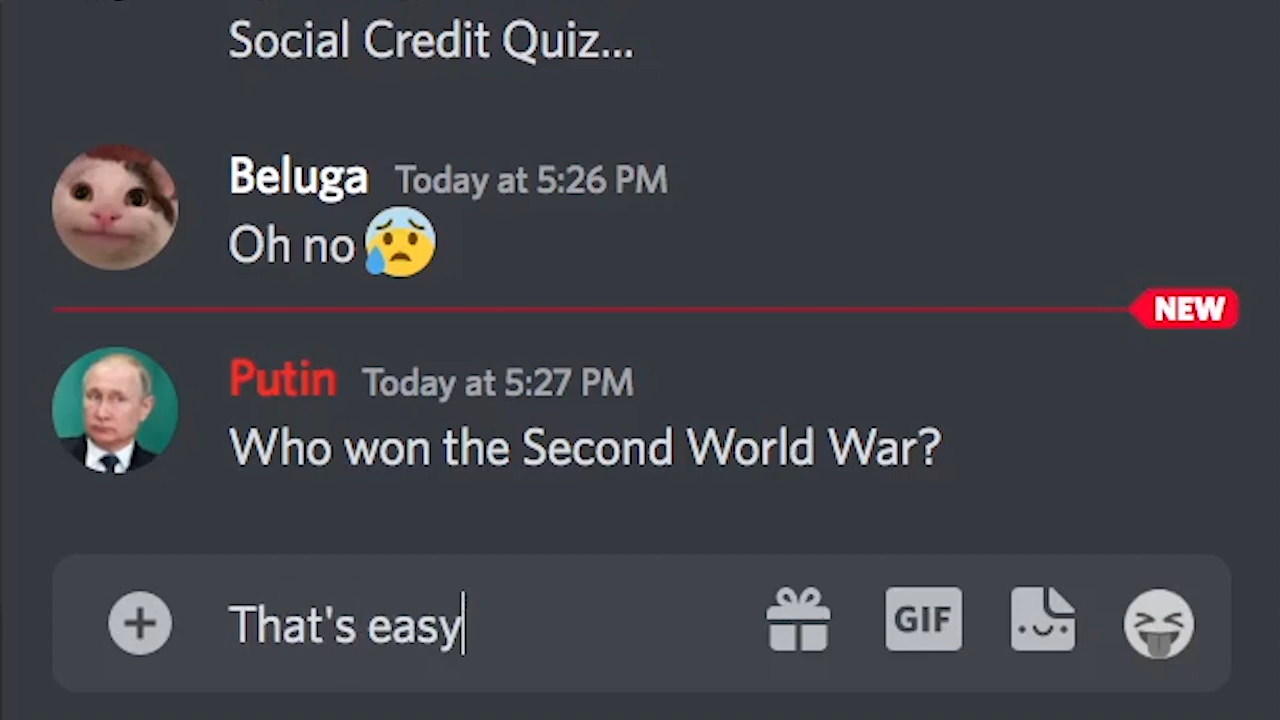 Social Credit Quiz...
Beluga Today at 5:26 PM
Oh no 😰
NEW
Putin Today at 5:27 PM
Who won the Second World War?
That's easy
GIF